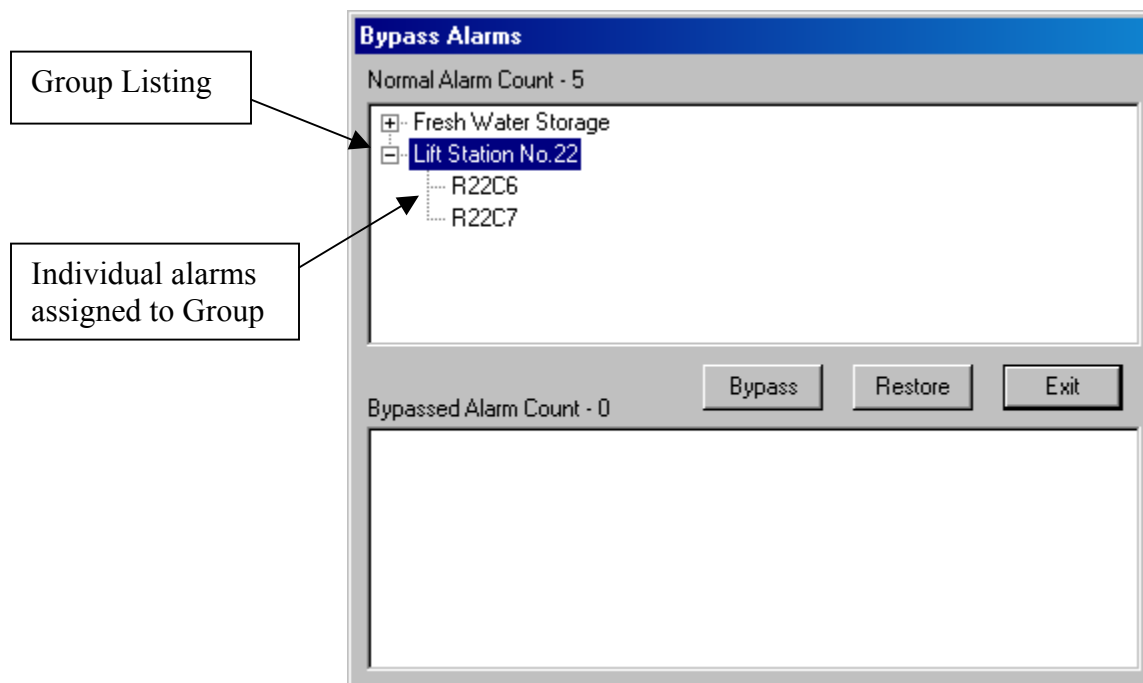 Bypass Alarms
Group Listing
Normal Alarm Count - 5
Fresh Water Storage
Lift Station No.22
R22C6
R22C7
Individual alarms
assigned to Group
Bypass Restore Exit
Bypassed Alarm Count - 0